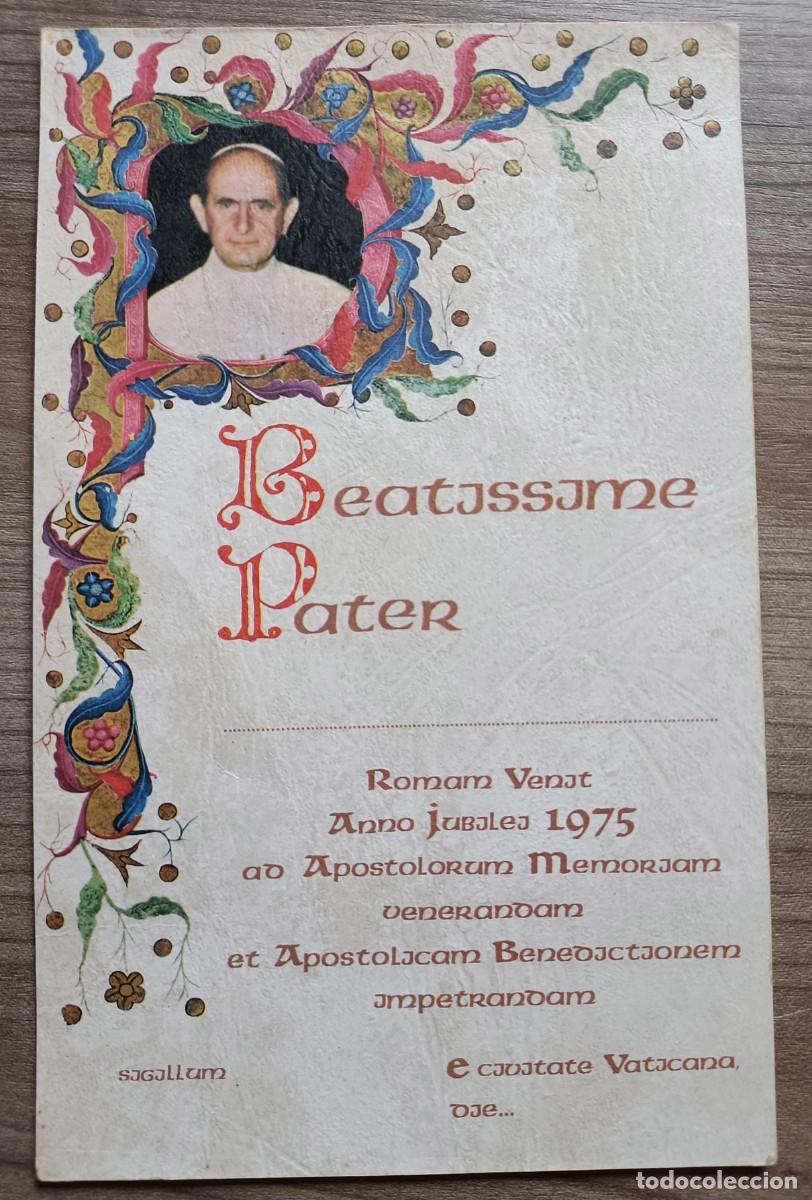 Beatissime
Pater
Romam Venit
Anno Jubilei 1975
ad Apostolorum Memoriam
venerandam
et Apostolicam Benedictionem
impetrandam
sigillum
e civitate Vaticana,
die...
todocoleccion